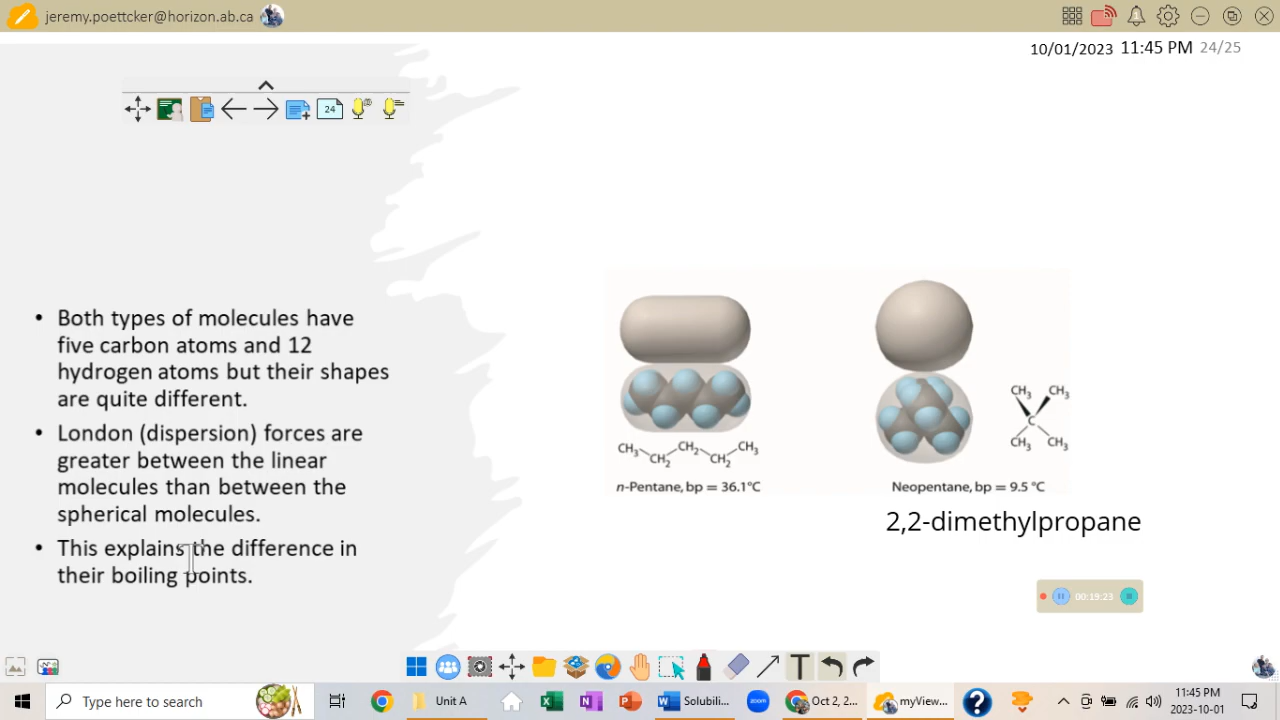 jeremy.poettcker@horizon.ab.ca
10/01/2023 11:45 PM 24/25
24
• Both types of molecules have
five carbon atoms and 12
hydrogen atoms but their shapes
are quite different.
• London (dispersion) forces are
greater between the linear
molecules than between the
spherical molecules.
• This explains the difference in
their boiling points.
CH₃ CH₂ CH₂ CH₂ CH₃
n-Pentane, bp = 36.1°C
CH₃ CH₃
C
CH₃ CH₃
Neopentane, bp = 9.5 °C
2,2-dimethylpropane
00:19:23
T
Type here to search
Unit A
Solubili...
zoom
Oct 2, 2...
myView...
11:45 PM
2023-10-01